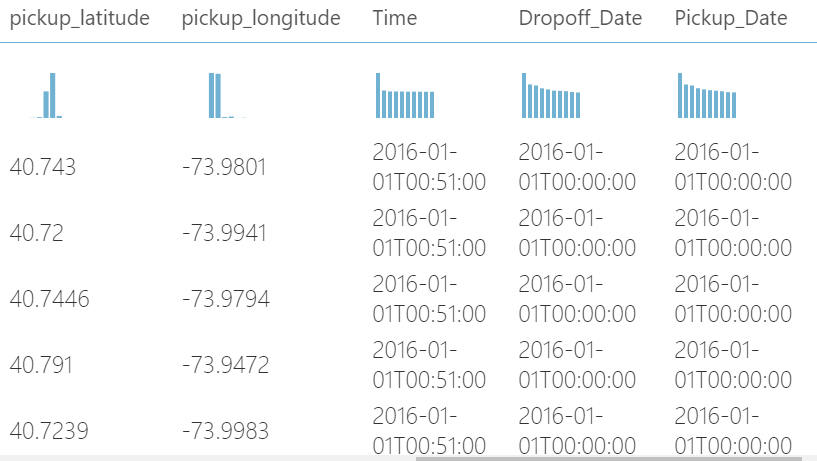 pickup_latitude pickup_longitude Time Dropoff_Date Pickup_Date
40.743 -73.9801 2016-01- 2016-01- 2016-01-
01T00:51:00 01T00:00:00 01T00:00:00
40.72 -73.9941 2016-01- 2016-01- 2016-01-
01T00:51:00 01T00:00:00 01T00:00:00
40.7446 -73.9794 2016-01- 2016-01- 2016-01-
01T00:51:00 01T00:00:00 01T00:00:00
40.791 -73.9472 2016-01- 2016-01- 2016-01-
01T00:51:00 01T00:00:00 01T00:00:00
40.7239 -73.9983 2016-01- 2016-01- 2016-01-
01T00:51:00 01T00:00:00 01T00:00:00